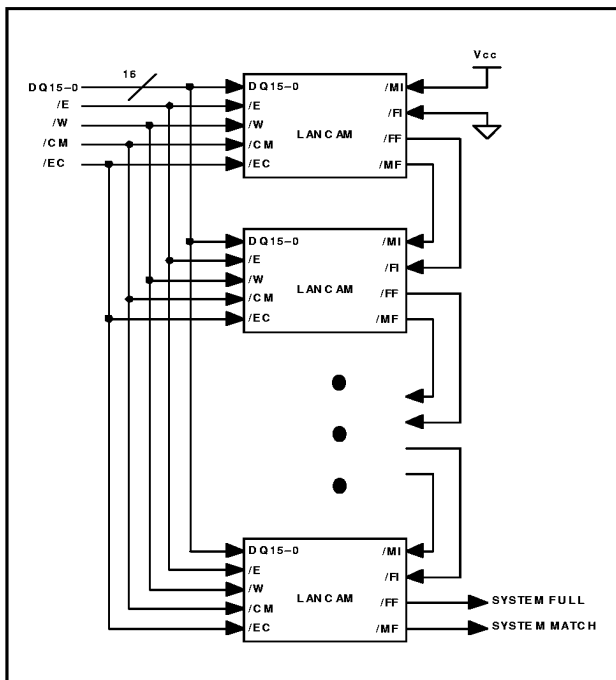 Vcc
16
DQ15-0
/E
/W
/CM
/EC
DQ15-0
/E
/W
/CM
/EC
LANCAM
/MI
/FI
/FF
/MF
DQ15-0
/E
/W
/CM
/EC
LANCAM
/MI
/FI
/FF
/MF
DQ15-0
/E
/W
/CM
/EC
LANCAM
/MI
/FI
/FF
/MF
SYSTEM FULL
SYSTEM MATCH